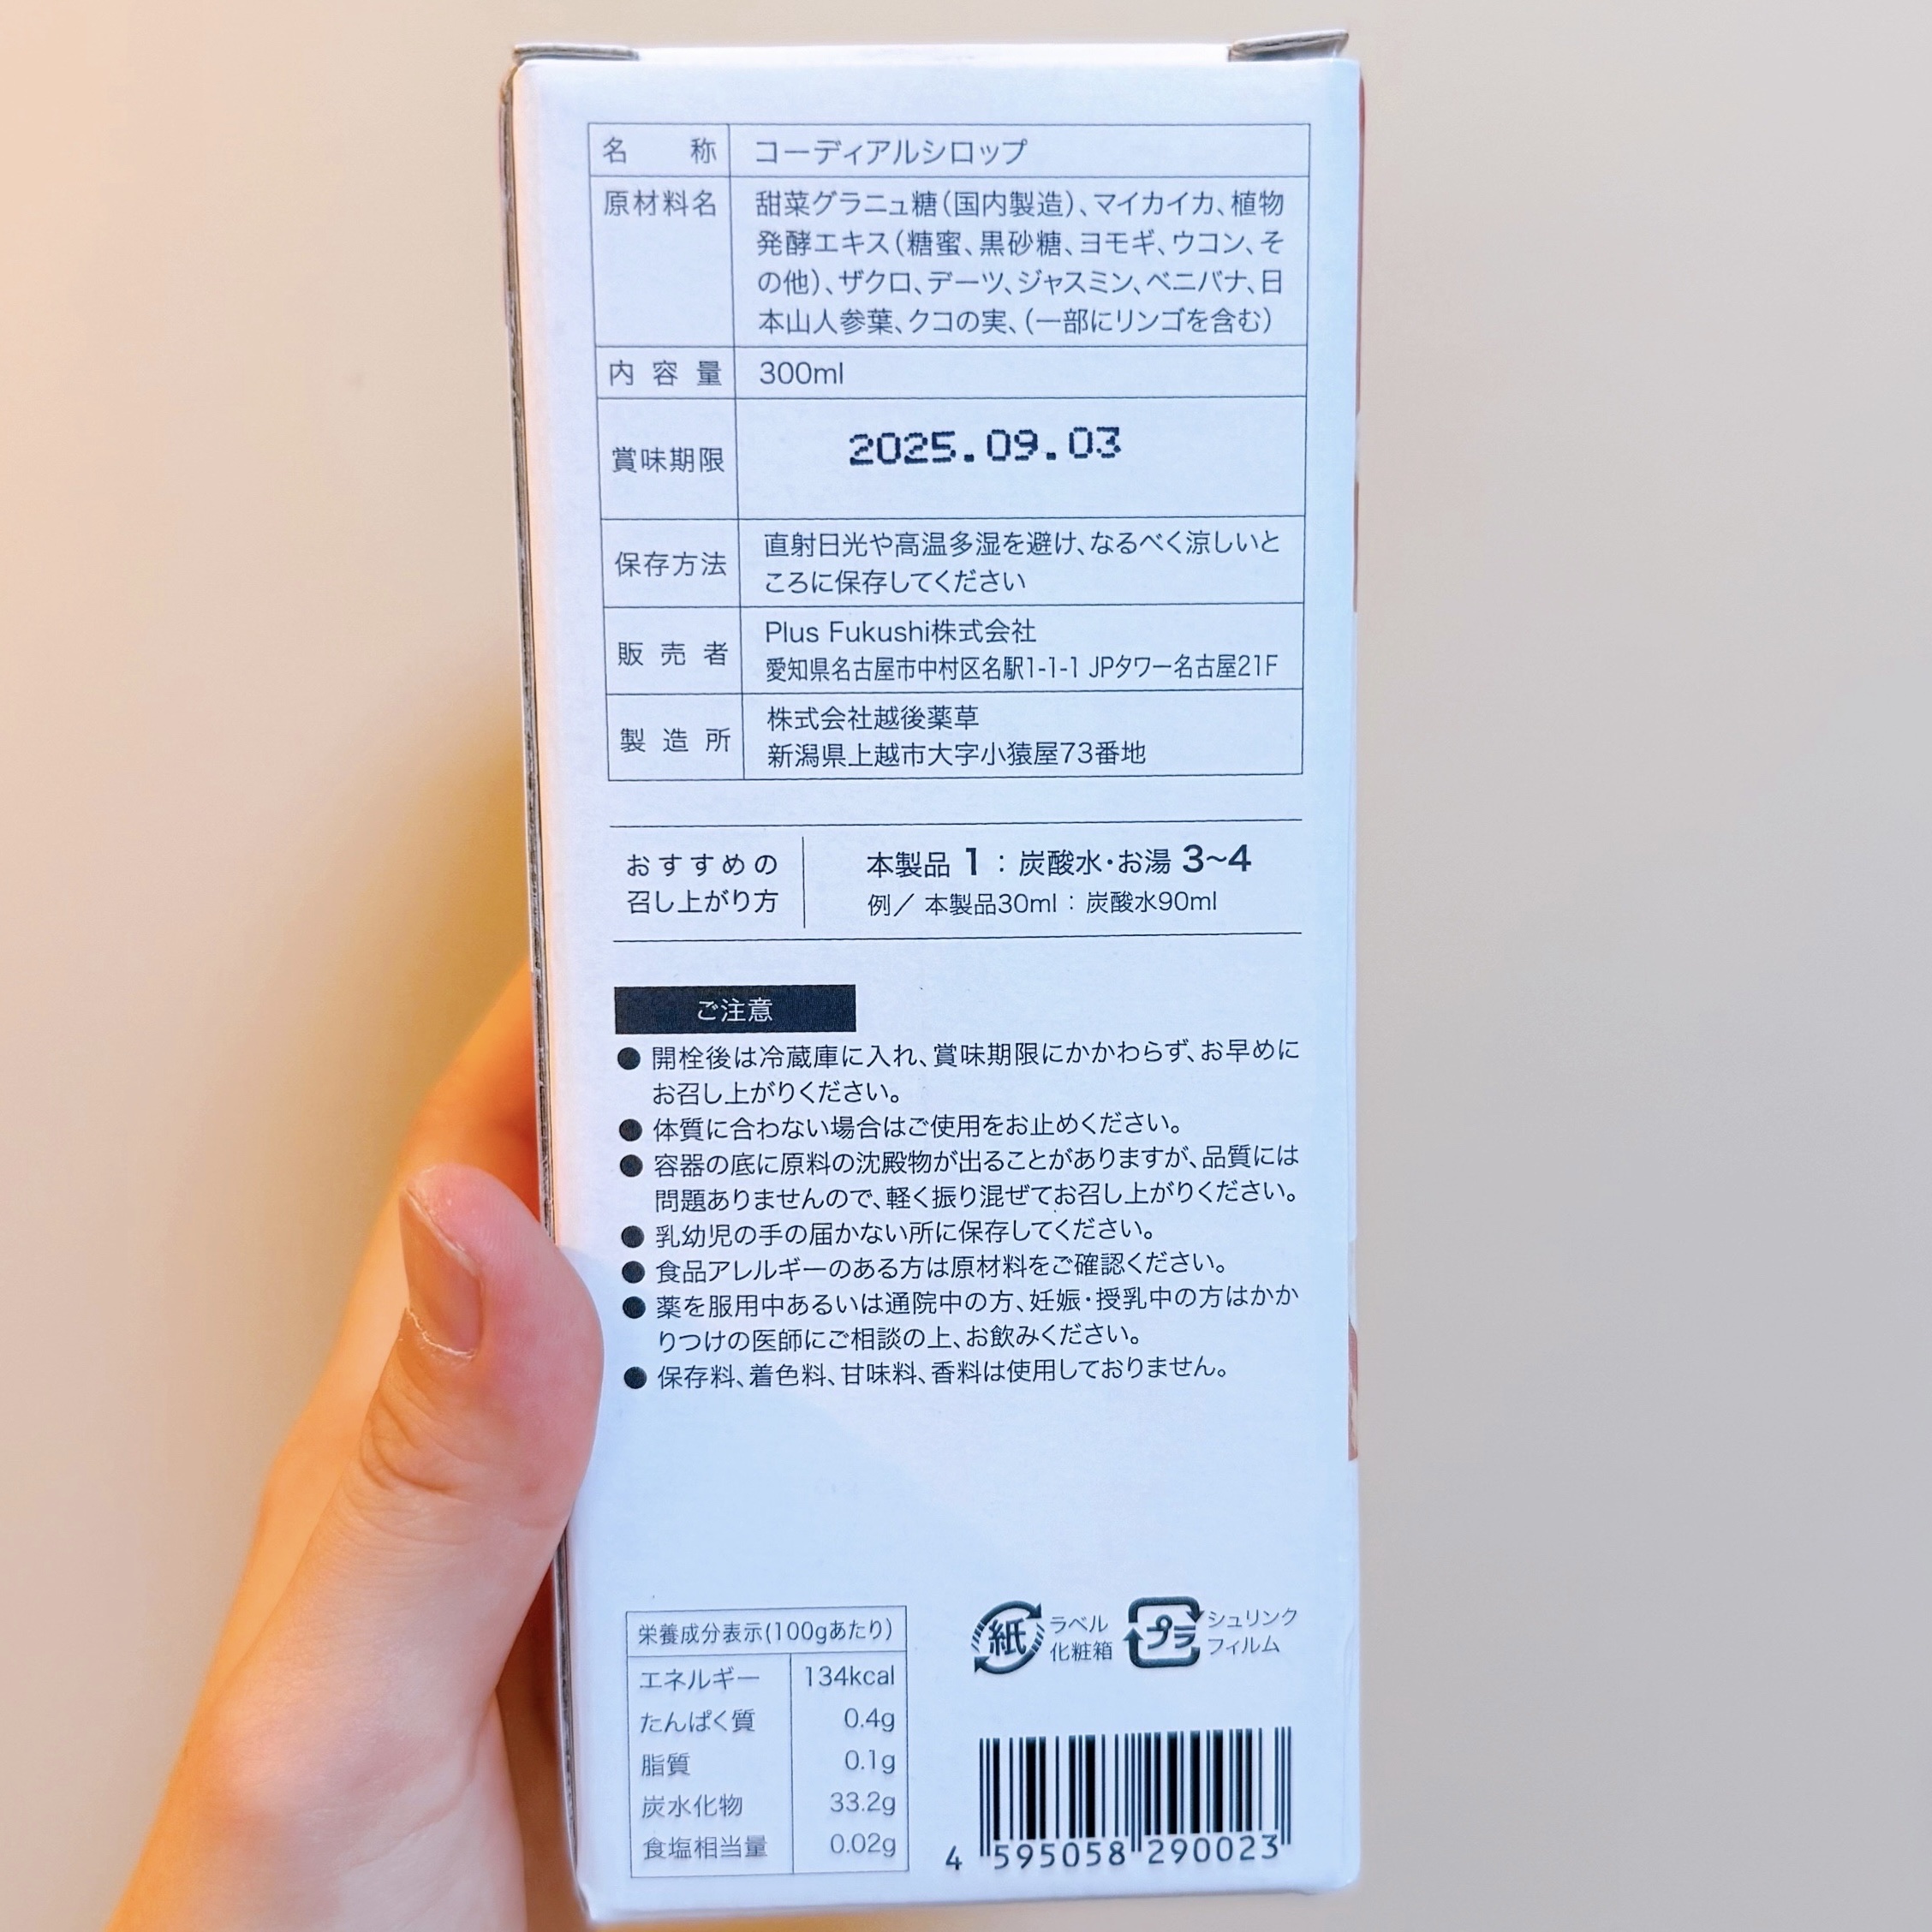 名称 コーディアルシロップ
原材料名 甜菜グラニュ糖(国内製造)、マイカイカ、植物
発酵エキス(糖蜜、黒砂糖、ヨモギ、ウコン、そ
の他)、ザクロ、デーツ、ジャスミン、ベニバナ、日
本山人参葉、クコの実、(一部にリンゴを含む)
内容量 300ml
賞味期限 2025.09.03
保存方法 直射日光や高温多湿を避け、なるべく涼しいと
ころに保存してください
販売者 Plus Fukushi株式会社
愛知県名古屋市中村区名駅1-1-1 JPタワー名古屋21F
製造所 株式会社越後薬草
新潟県上越市大字小猿屋73番地
おすすめの
召し上がり方
本製品 1 : 炭酸水・お湯 3~4
例/ 本製品30ml : 炭酸水90ml
ご注意
● 開栓後は冷蔵庫に入れ、賞味期限にかかわらず、お早めに
お召し上がりください。
● 体質に合わない場合はご使用をお止めください。
● 容器の底に原料の沈殿物が出ることがありますが、品質には
問題ありませんので、軽く振り混ぜてお召し上がりください。
● 乳幼児の手の届かない所に保存してください。
● 食品アレルギーのある方は原材料をご確認ください。
● 薬を服用中あるいは通院中の方、妊娠・授乳中の方はかか
りつけの医師にご相談の上、お飲みください。
● 保存料、着色料、甘味料、香料は使用しておりません。
栄養成分表示(100gあたり)
エネルギー 134kcal
たんぱく質 0.4g
脂質 0.1g
炭水化物 33.2g
食塩相当量 0.02g
紙 ラベル
化粧箱
プラ シュリンク
フィルム
4 595058 290023